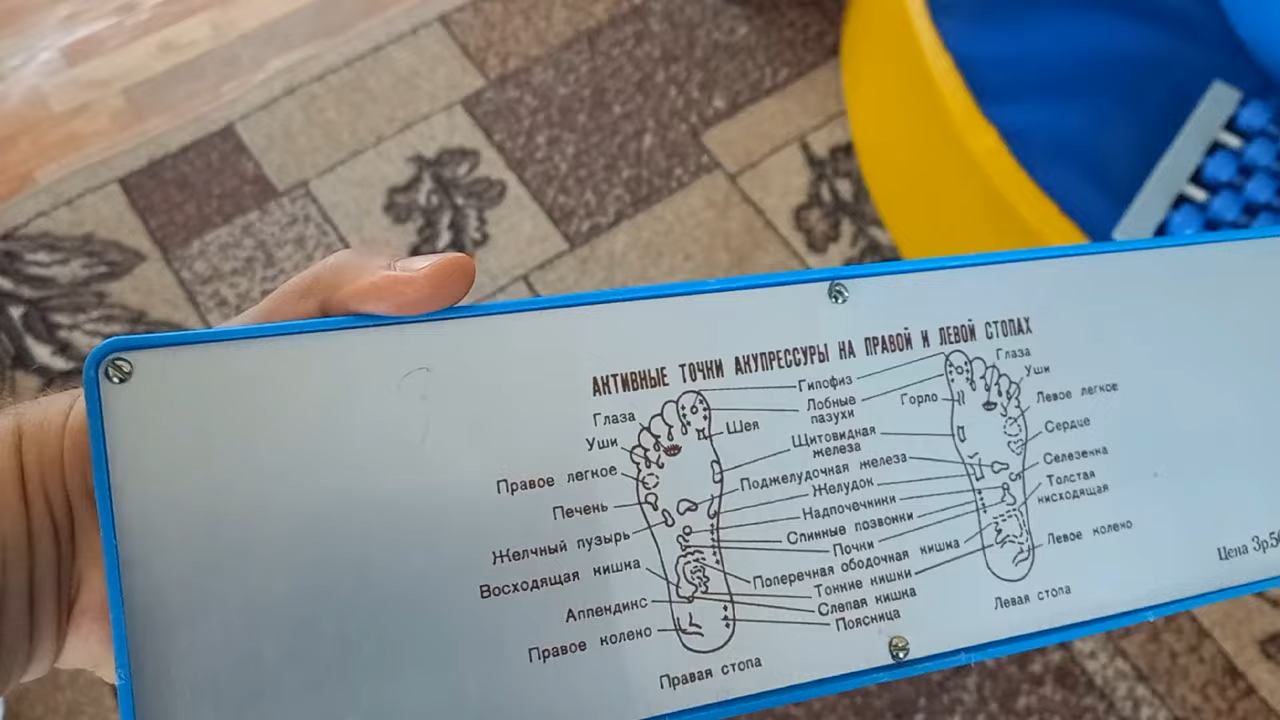 АКТИВНЫЕ ТОЧКИ АКУПРЕССУРЫ НА ПРАВОЙ И ЛЕВОЙ СТОПАХ
Глаза
Уши
Правое легкое
Печень
Желчный пузырь
Восходящая кишка
Аппендикс
Правое колено
Правая стопа
Шея
Гипофиз
Лобные
пазухи
Щитовидная
железа
Поджелудочная железа
Желудок
Надпочечники
Спинные позвонки
Почки
Поперечная ободочная кишка
Тонкие кишки
Слепая кишка
Поясница
Горло
Глаза
Уши
Левое легкое
Сердце
Селезенка
Толстая
нисходящая
Левое колено
Левая стопа
Цена 3р.